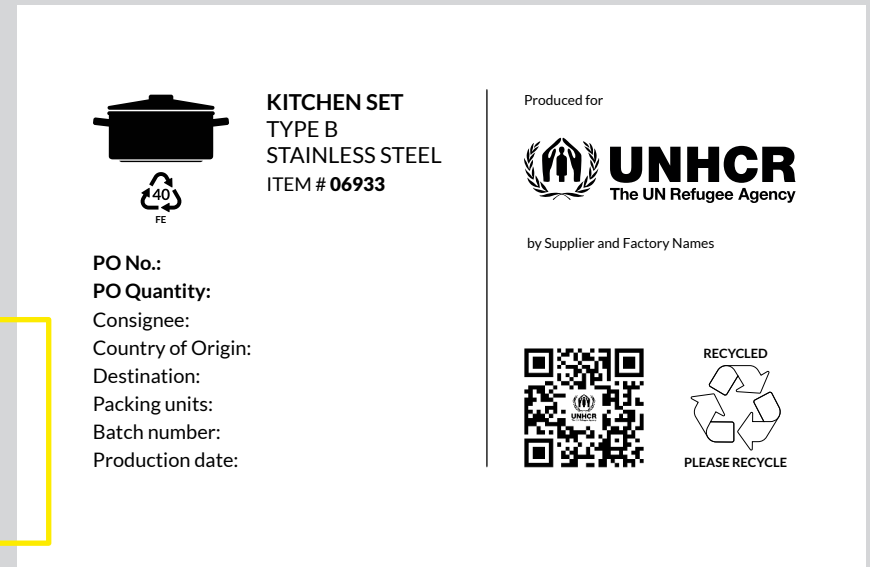 KITCHEN SET
TYPE B
STAINLESS STEEL
ITEM # 06933
40
FE
PO No.:
PO Quantity:
Consignee:
Country of Origin:
Destination:
Packing units:
Batch number:
Production date:
Produced for
UNHCR
The UN Refugee Agency
by Supplier and Factory Names
UNHCR
RECYCLED
PLEASE RECYCLE